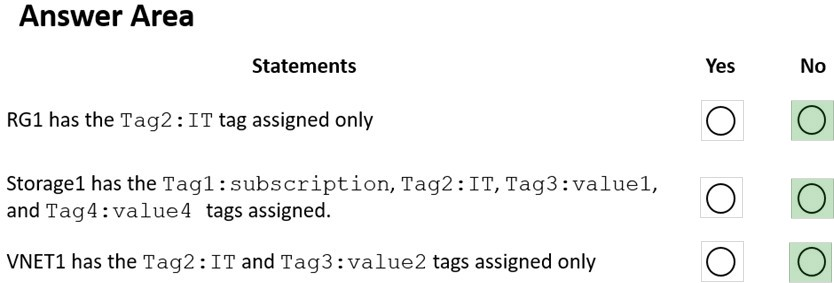 Answer Area
Statements Yes No
RG1 has the Tag2:IT tag assigned only
Storage1 has the Tag1:subscription, Tag2:IT, Tag3:value1,
and Tag4:value4 tags assigned.
VNET1 has the Tag2:IT and Tag3:value2 tags assigned only